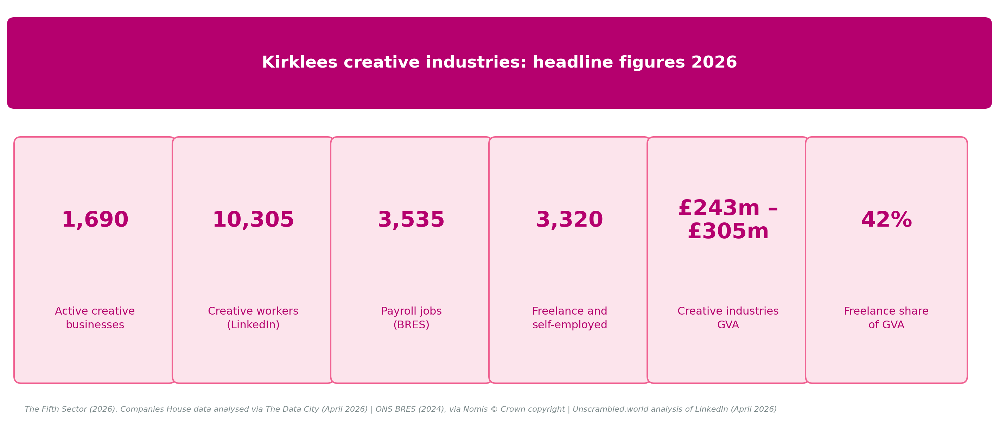 Kirklees creative industries: headline figures 2026
1,690
Active creative
businesses
10,305
Creative workers
(LinkedIn)
3,535
Payroll jobs
(BRES)
3,320
Freelance and
self-employed
£243m –
£305m
Creative industries
GVA
42%
Freelance share
of GVA
The Fifth Sector (2026). Companies House data analysed via The Data City (April 2026) | ONS BRES (2024), via Nomis © Crown copyright | Unscrambled.world analysis of LinkedIn (April 2026)